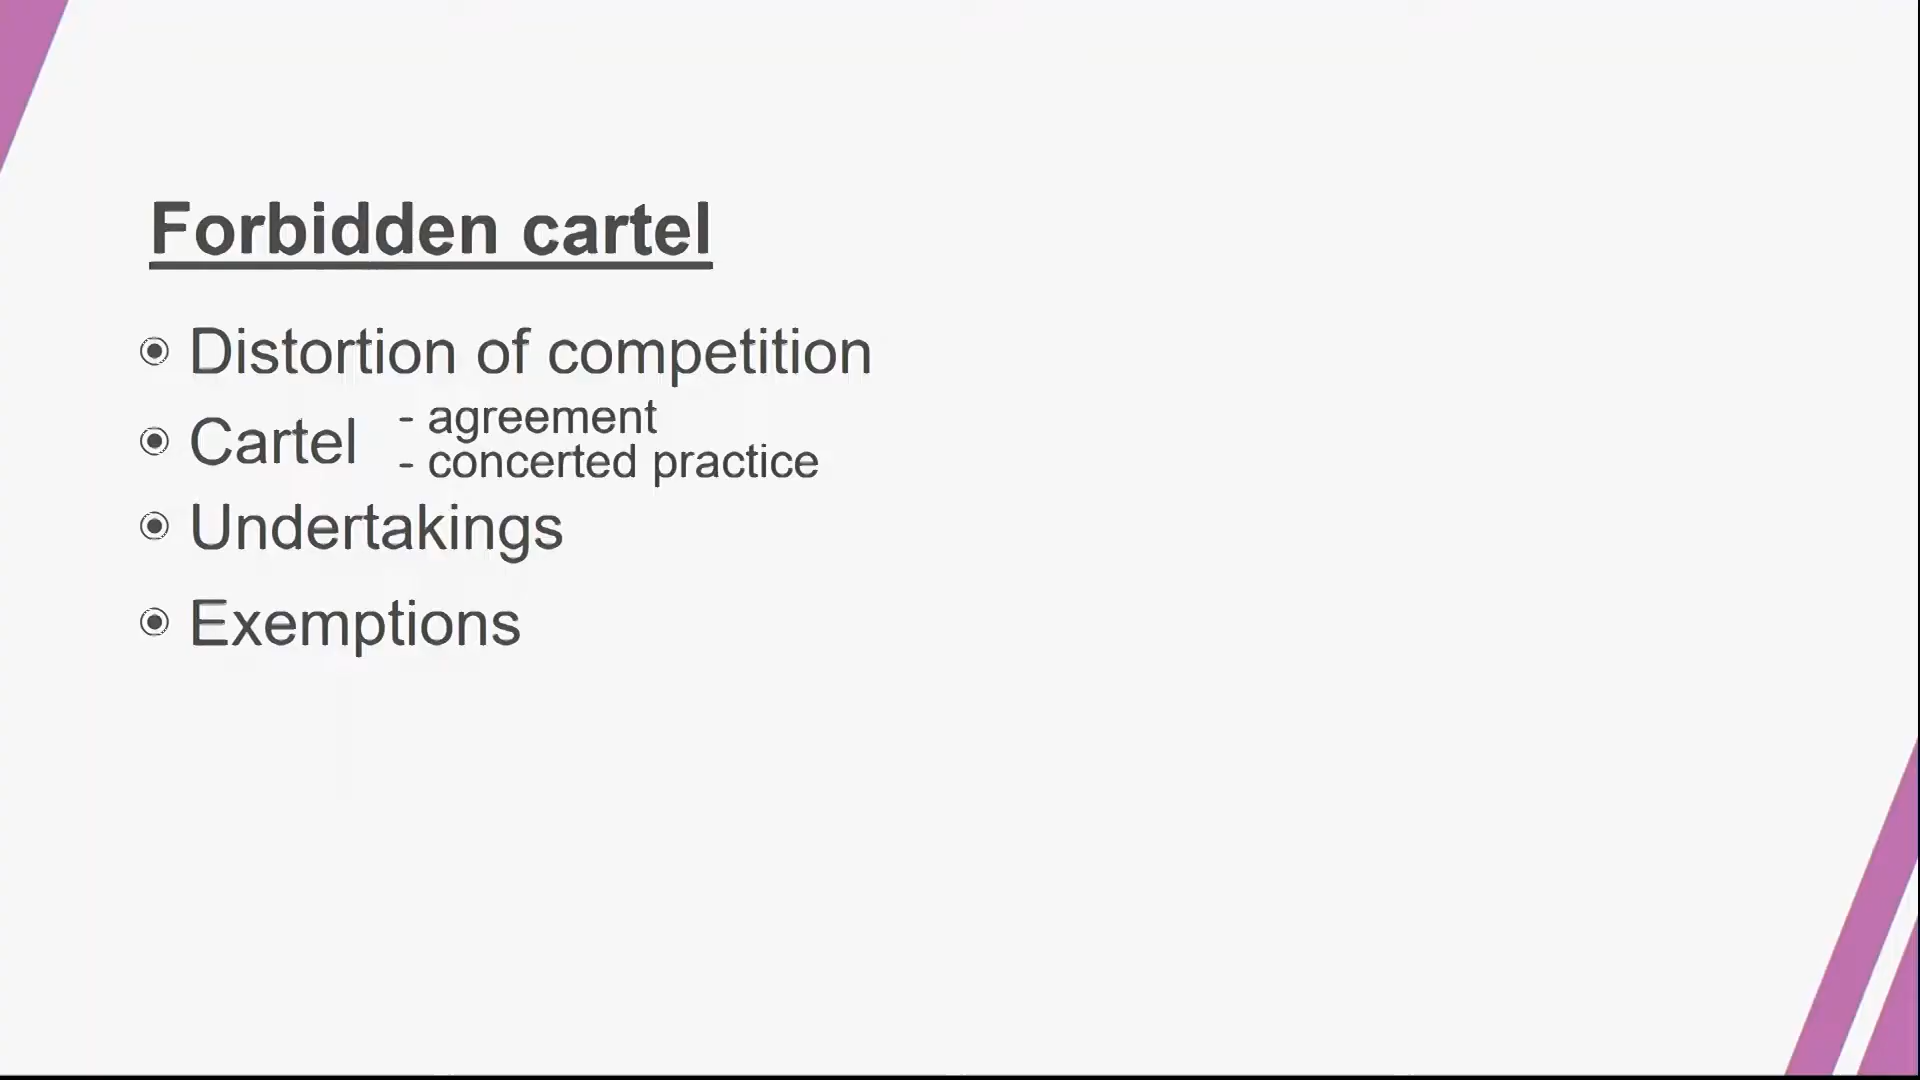 Forbidden cartel
Distortion of competition
Cartel
- agreement
- concerted practice
Undertakings
Exemptions